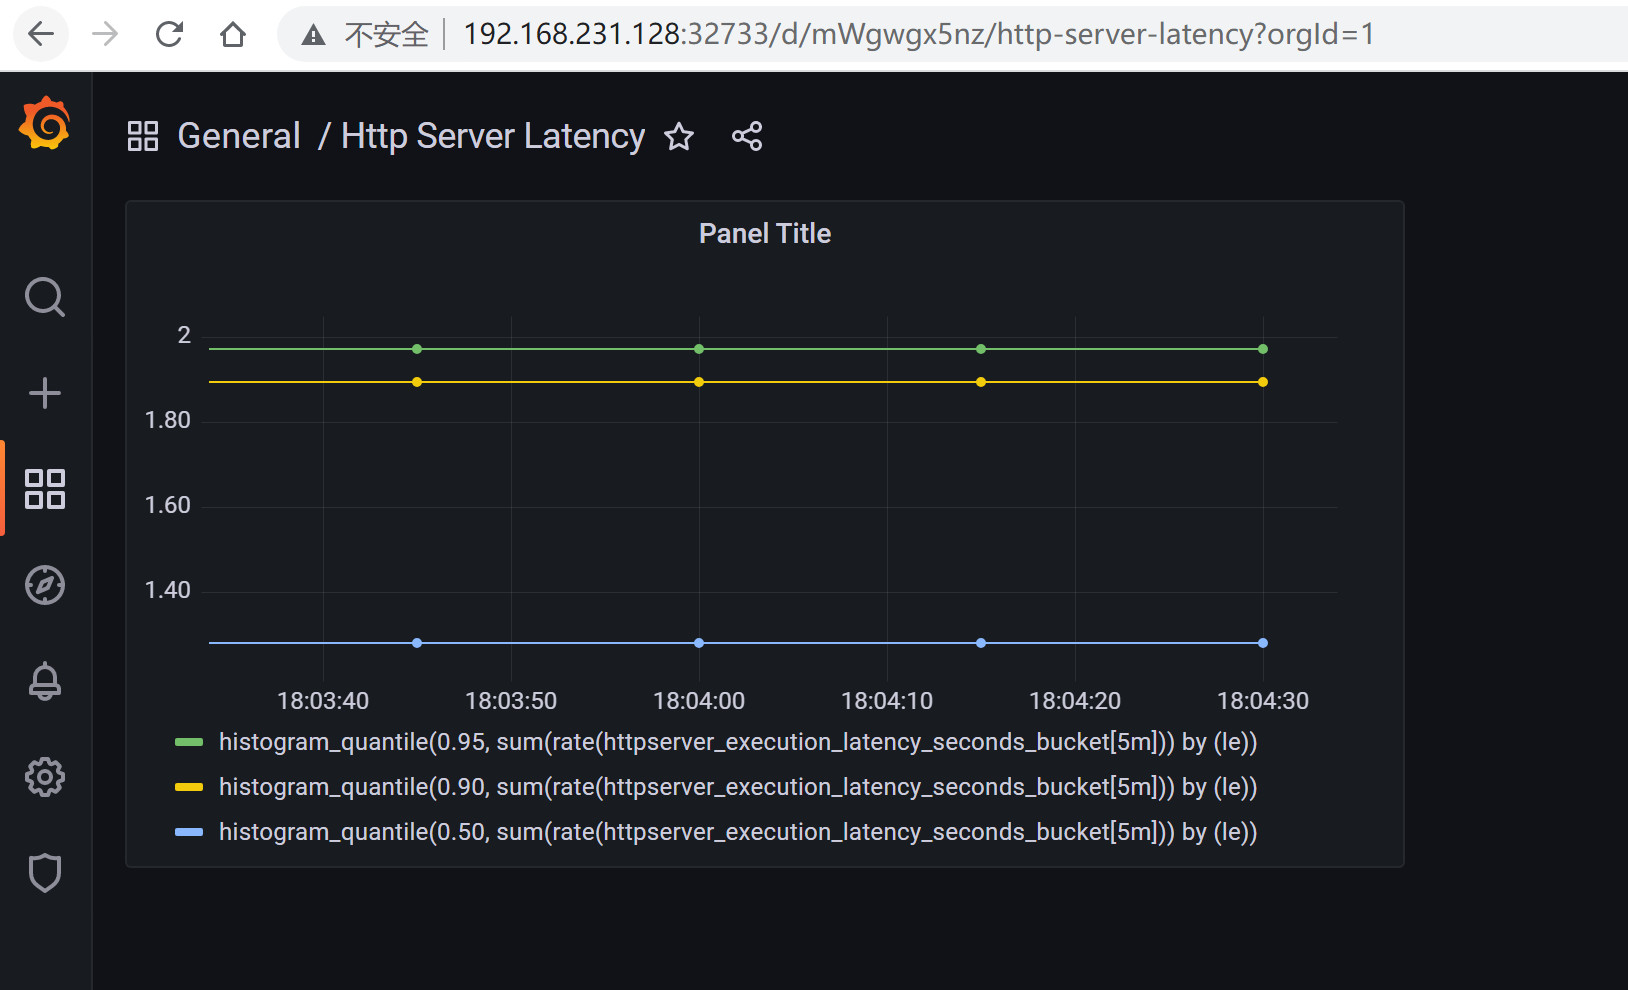 不安全 192.168.231.128:32733/d/mWgwgx5nz/http-server-latency?orgId=1
General / Http Server Latency
Panel Title
2
1.80
1.60
1.40
18:03:40 18:03:50 18:04:00 18:04:10 18:04:20 18:04:30
histogram_quantile(0.95, sum(rate(httpserver_execution_latency_seconds_bucket[5m])) by (le))
histogram_quantile(0.90, sum(rate(httpserver_execution_latency_seconds_bucket[5m])) by (le))
histogram_quantile(0.50, sum(rate(httpserver_execution_latency_seconds_bucket[5m])) by (le))